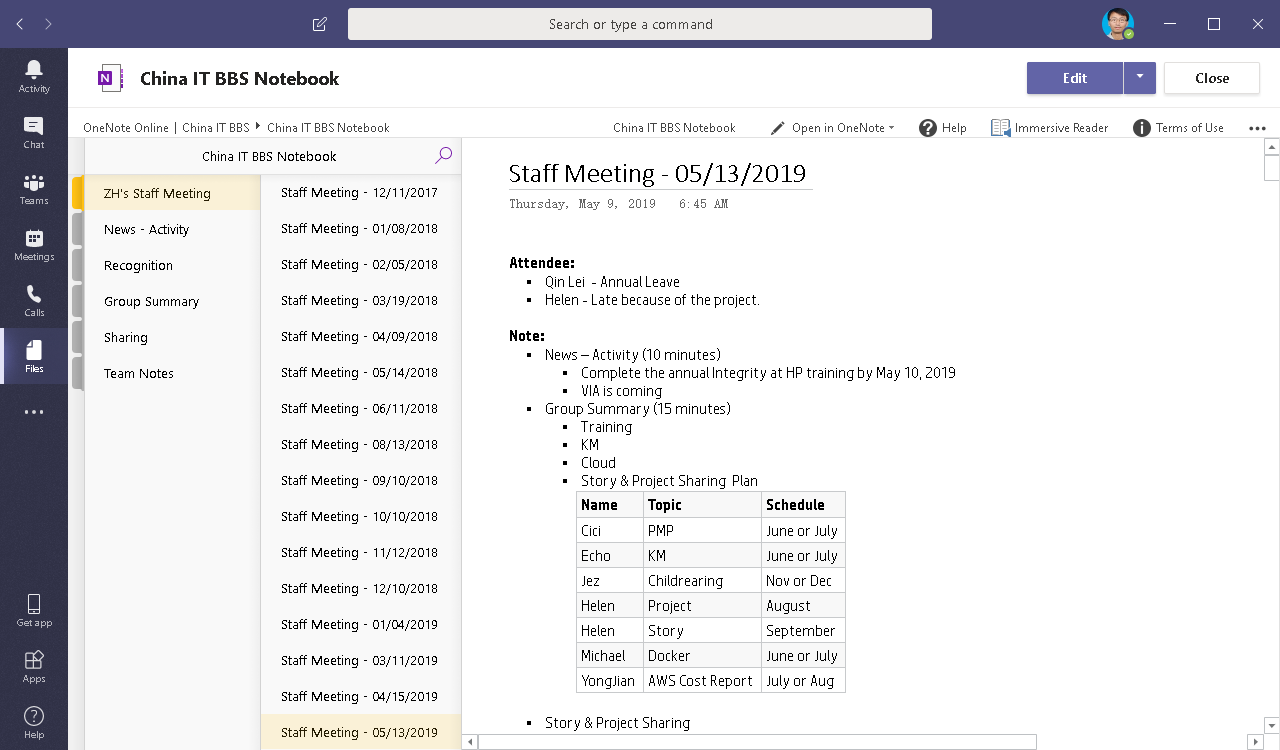 Search or type a command
Activity
Chat
Teams
Meetings
Calls
Files
Get app
Apps
Help
N
China IT BBS Notebook
Edit
Close
OneNote Online | China IT BBS China IT BBS Notebook
China IT BBS Notebook
Open in OneNote
Help
Immersive Reader
Terms of Use
China IT BBS Notebook
ZH's Staff Meeting
News - Activity
Recognition
Group Summary
Sharing
Team Notes
Staff Meeting - 12/11/2017
Staff Meeting - 01/08/2018
Staff Meeting - 02/05/2018
Staff Meeting - 03/19/2018
Staff Meeting - 04/09/2018
Staff Meeting - 05/14/2018
Staff Meeting - 06/11/2018
Staff Meeting - 08/13/2018
Staff Meeting - 09/10/2018
Staff Meeting - 10/10/2018
Staff Meeting - 11/12/2018
Staff Meeting - 12/10/2018
Staff Meeting - 01/04/2019
Staff Meeting - 03/11/2019
Staff Meeting - 04/15/2019
Staff Meeting - 05/13/2019
Staff Meeting - 05/13/2019
Thursday, May 9, 2019 6:45 AM
Attendee:
Qin Lei - Annual Leave
Helen - Late because of the project.
Note:
News – Activity (10 minutes)
Complete the annual Integrity at HP training by May 10, 2019
VIA is coming
Group Summary (15 minutes)
Training
KM
Cloud
Story & Project Sharing Plan
Name Topic Schedule
Cici PMP June or July
Echo KM June or July
Jez Childrearing Nov or Dec
Helen Project August
Helen Story September
Michael Docker June or July
YongJian AWS Cost Report July or Aug
Story & Project Sharing